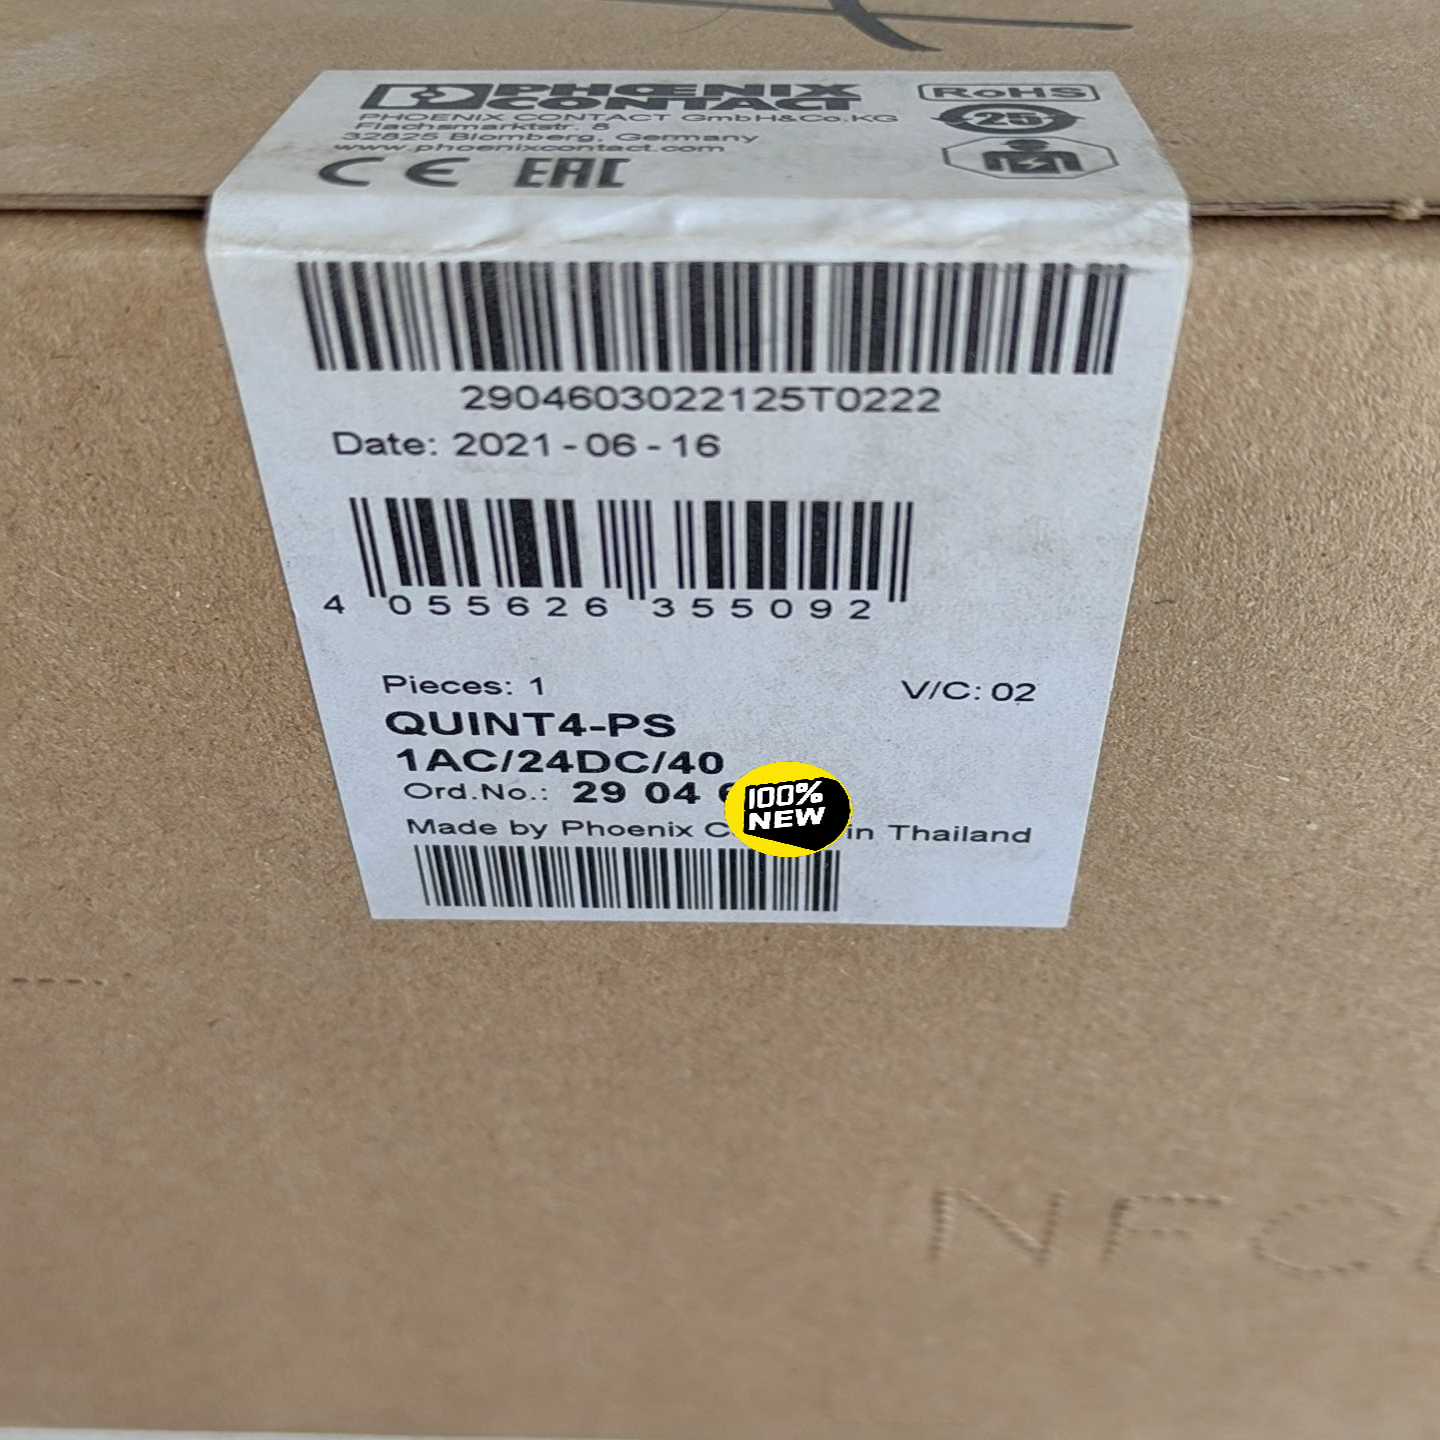 PHOENIX
CONTACT
PHOENIX CONTACT GmbH&Co.KG
Flachsmarktstr. 8
32825 Blomberg, Germany
www.phoenixcontact.com
CE EAC
RoHS
25
2904603022125T0222
Date: 2021-06-16
4 055626 355092
Pieces: 1
V/C: 02
QUINT4-PS
1AC/24DC/40
Ord.No.: 29 04 6
100%
NEW
Made by Phoenix C in Thailand
NFC